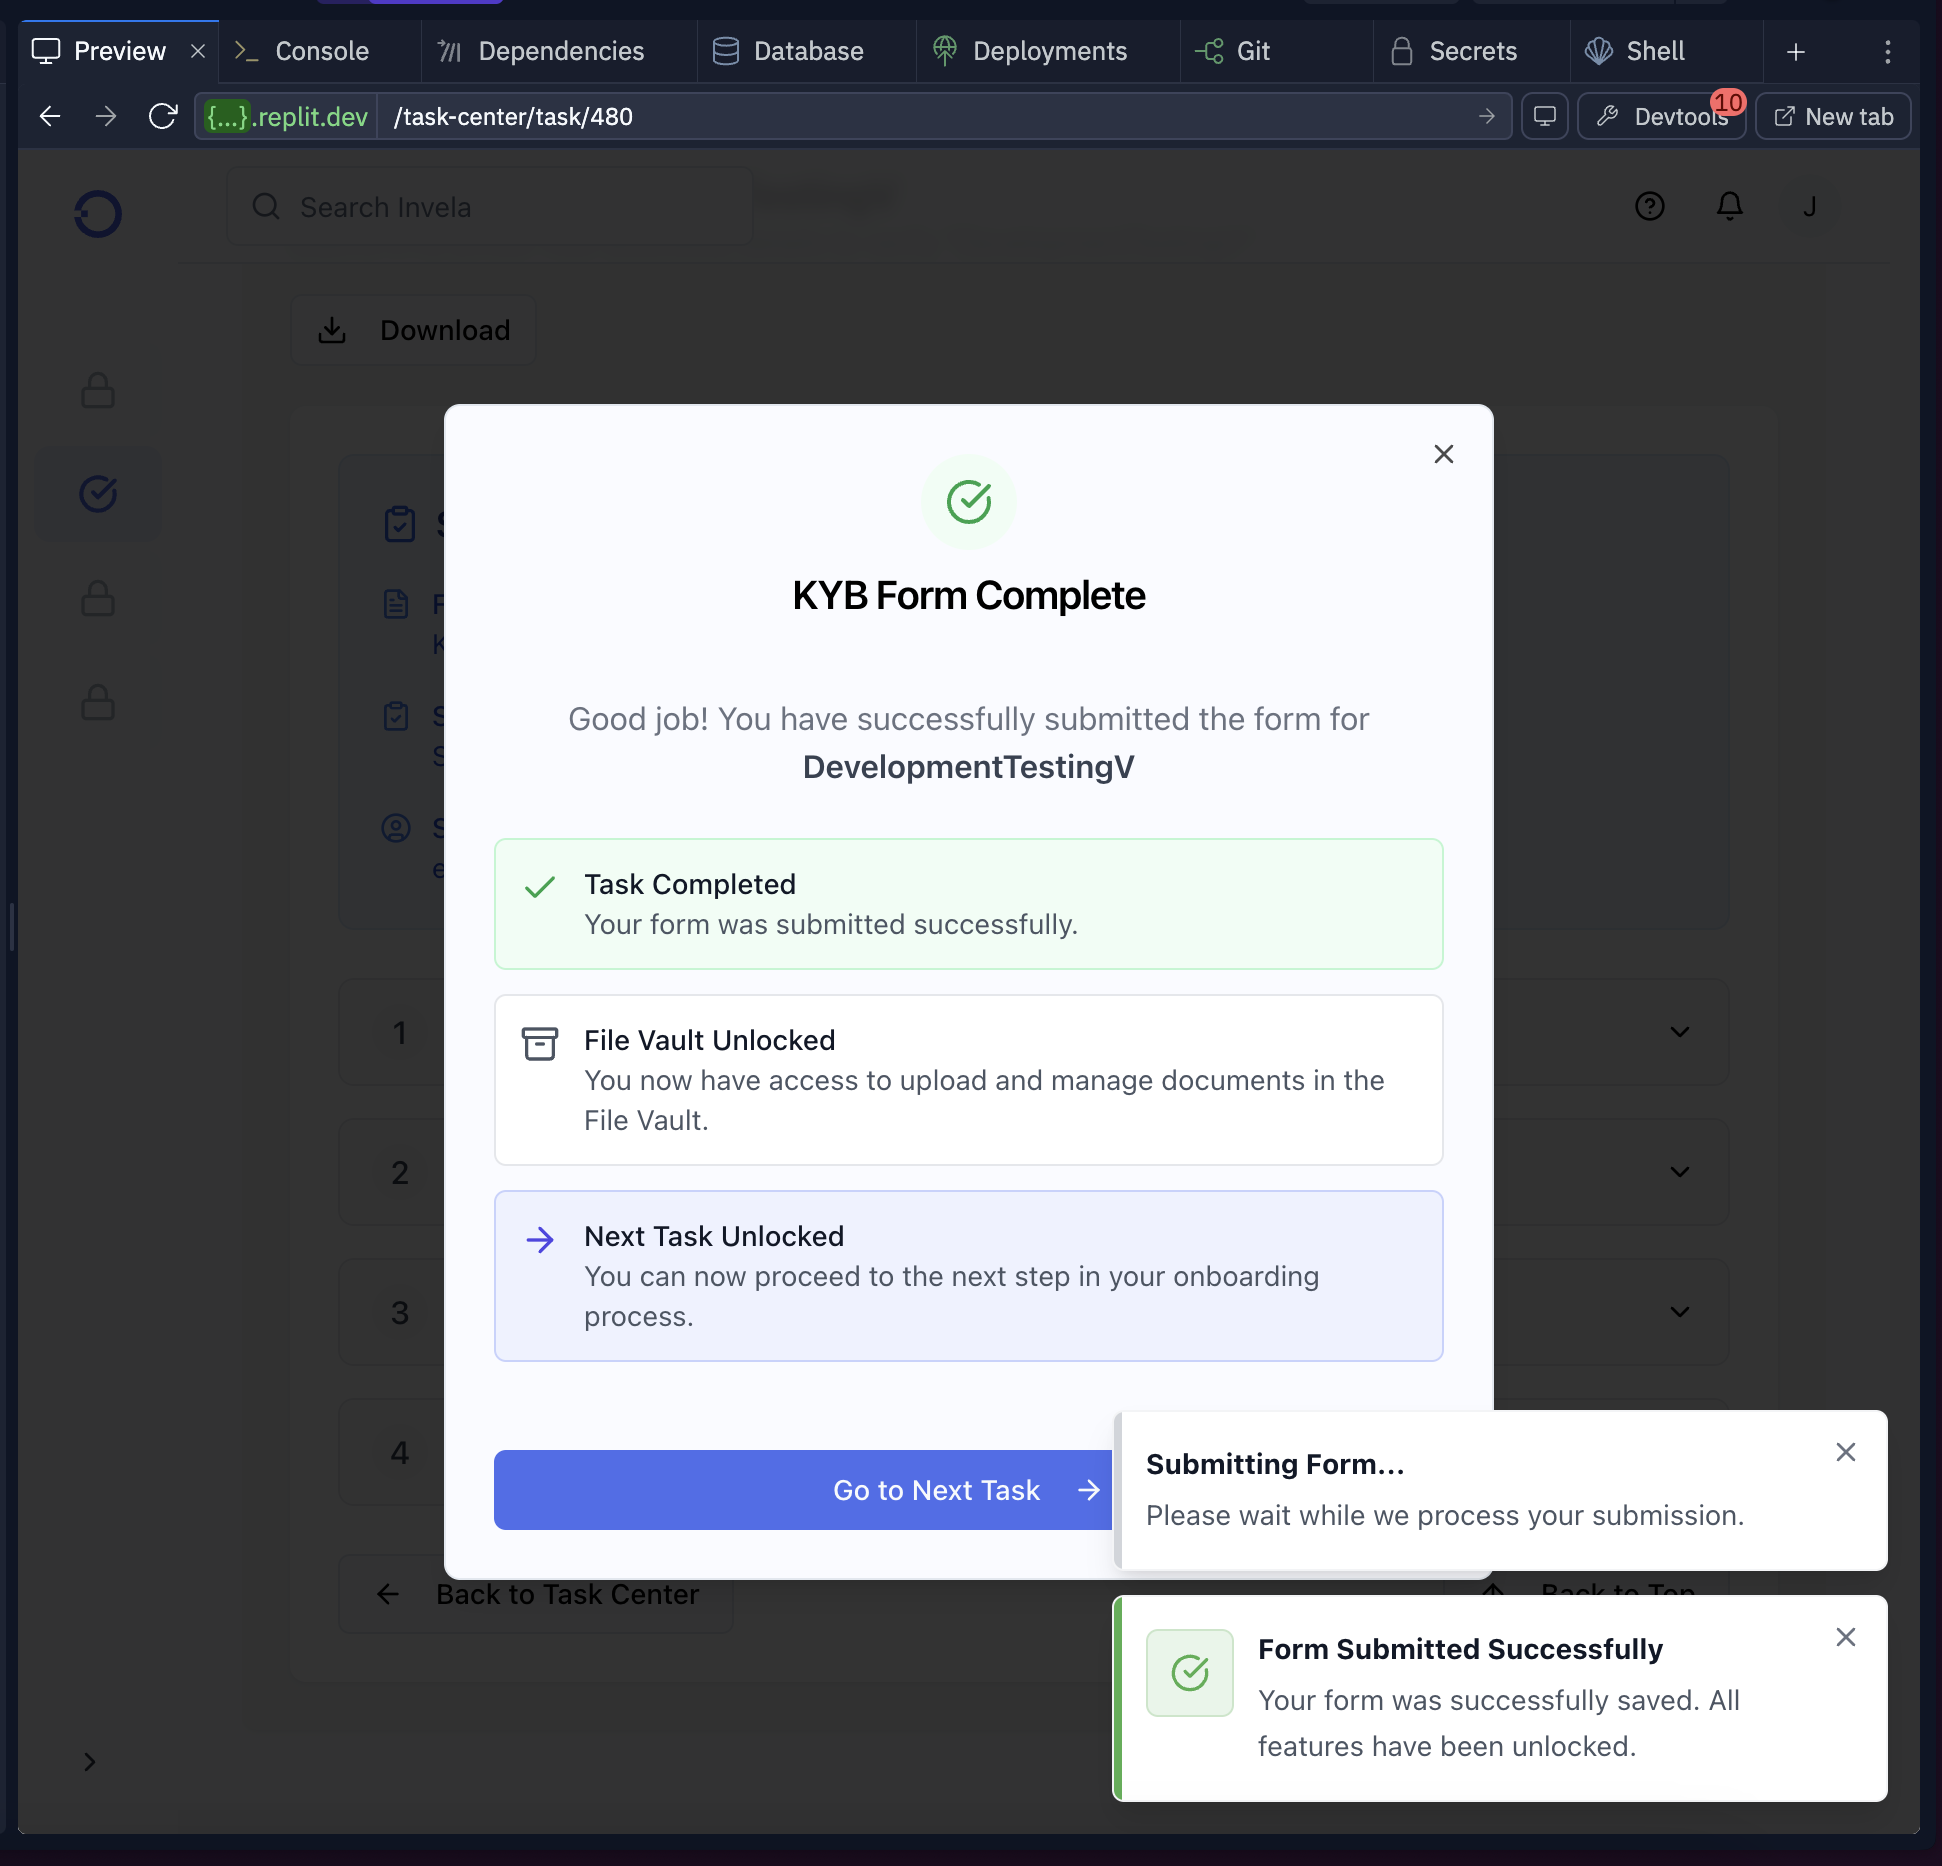 Preview
Console
Dependencies
Database
Deployments
Git
Secrets
Shell
{...}.replit.dev
/task-center/task/480
Devtools
10
New tab
Search Invela
J
Download
KYB Form Complete
Good job! You have successfully submitted the form for
DevelopmentTestingV
Task Completed
Your form was submitted successfully.
File Vault Unlocked
You now have access to upload and manage documents in the
File Vault.
Next Task Unlocked
You can now proceed to the next step in your onboarding
process.
1
2
3
4
Go to Next Task
Submitting Form...
Please wait while we process your submission.
Back to Task Center
Back to Top
Form Submitted Successfully
Your form was successfully saved. All
features have been unlocked.